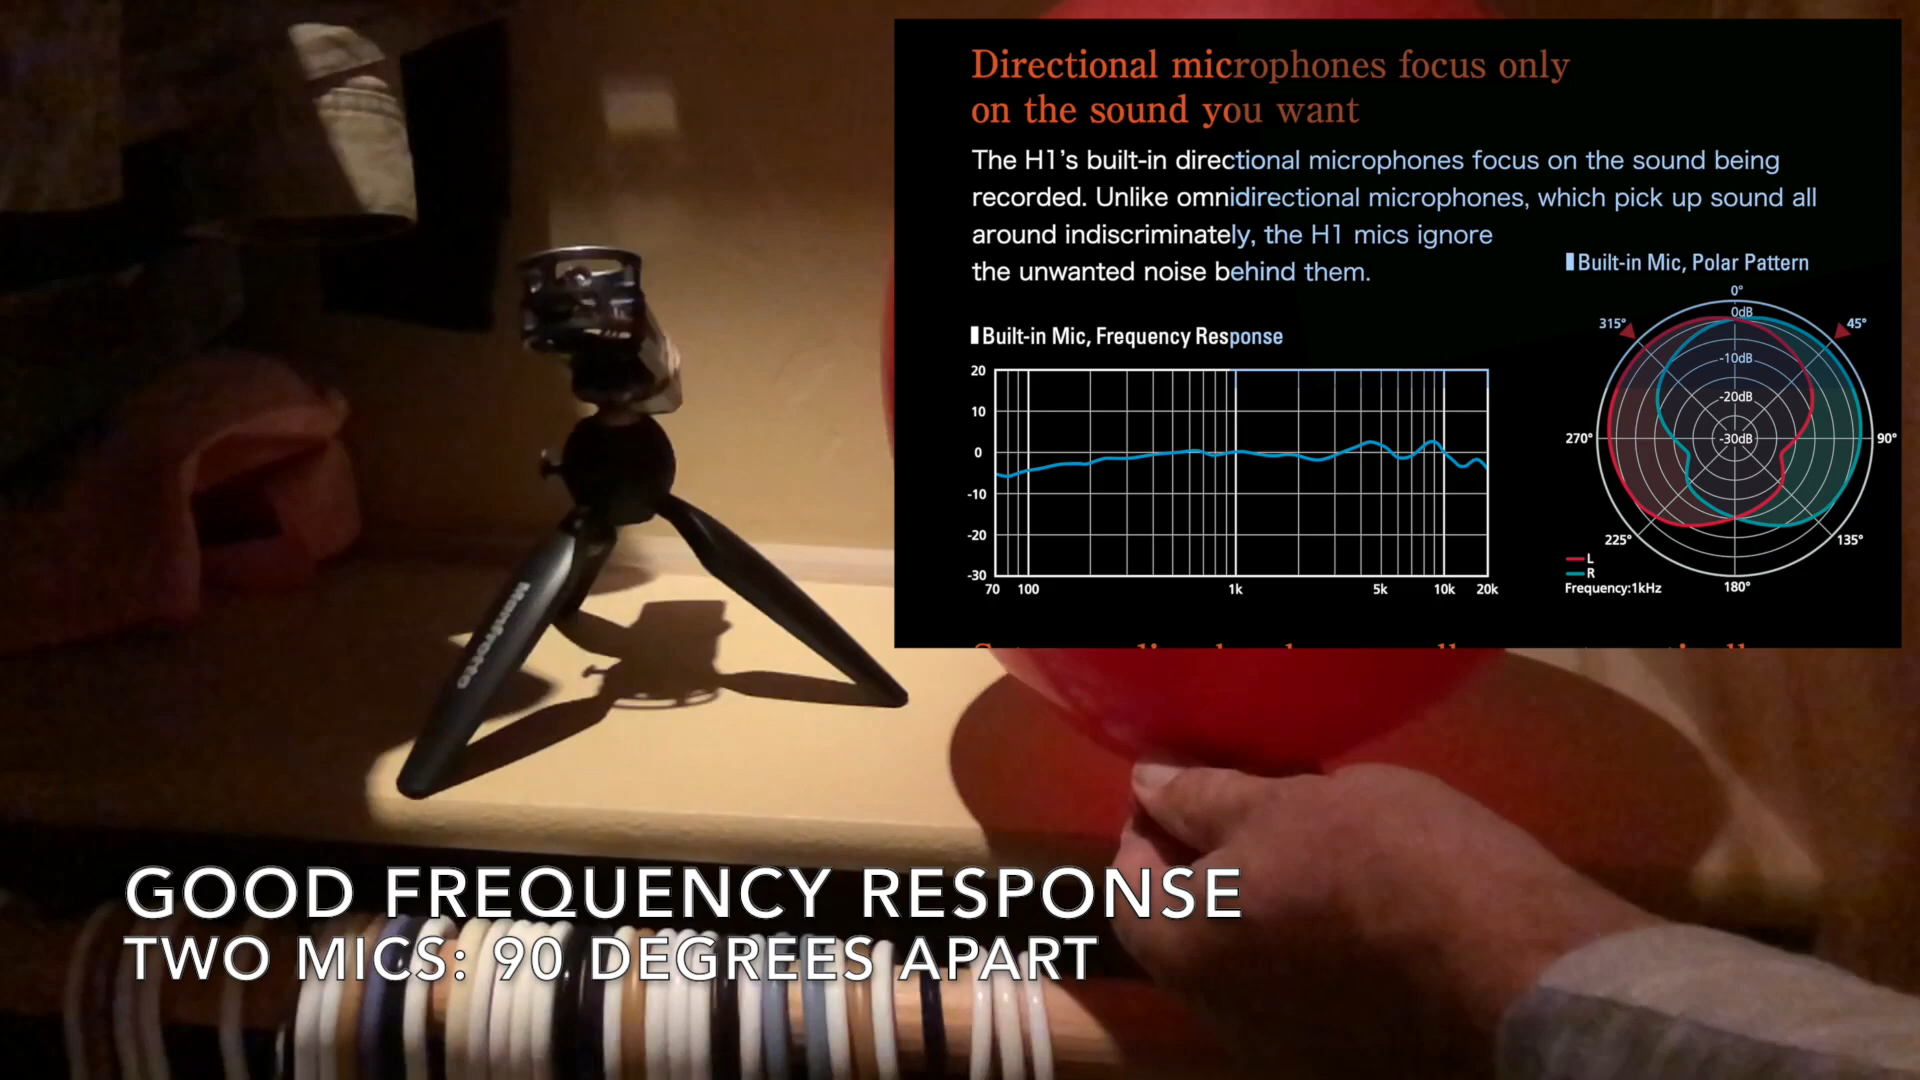 Directional microphones focus only
on the sound you want
The H1's built-in directional microphones focus on the sound being
recorded. Unlike omnidirectional microphones, which pick up sound all
around indiscriminately, the H1 mics ignore
the unwanted noise behind them.
Built-in Mic, Polar Pattern
0°
0dB
315°
45°
-10dB
-20dB
-30dB
270°
90°
225°
135°
180°
L
R
Frequency:1kHz
Built-in Mic, Frequency Response
20
10
0
-10
-20
-30
70 100 1k 5k 10k 20k
Manfrotto
GOOD FREQUENCY RESPONSE
TWO MICS: 90 DEGREES APART